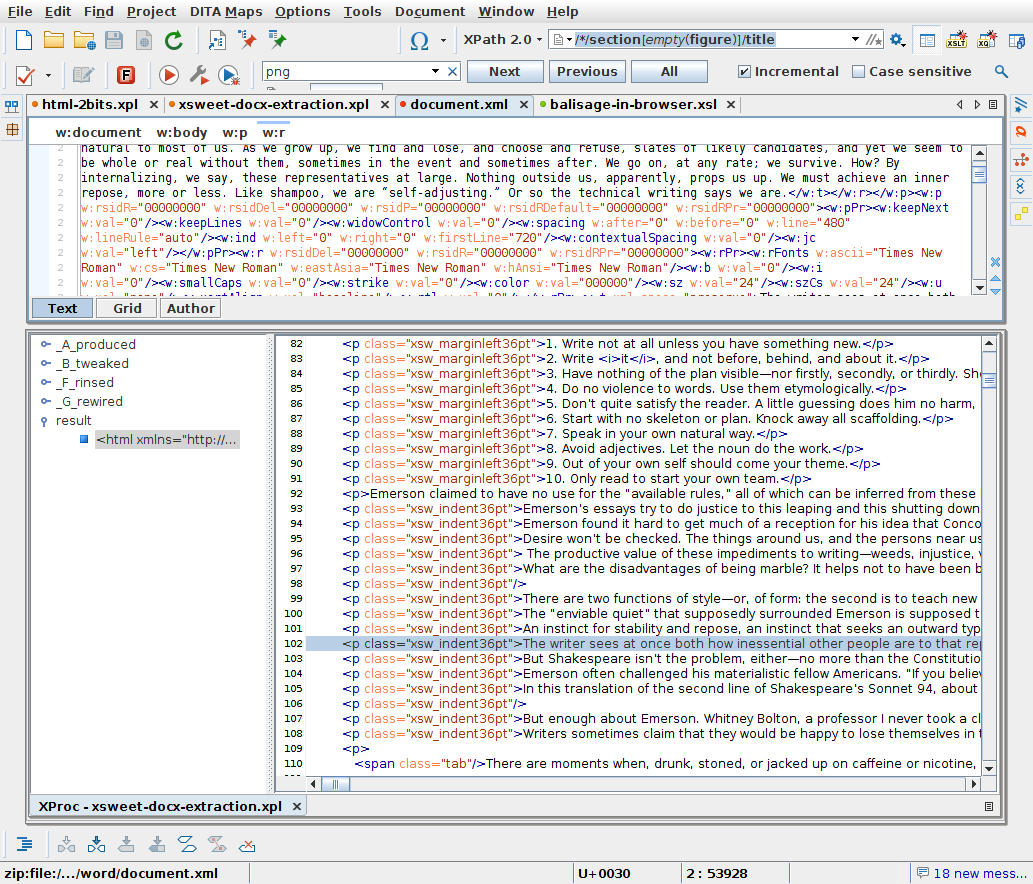 File Edit Find Project DITA Maps Options Tools Document Window Help
XPath 2.0 /*/section[empty(figure)]/title
png Next Previous All Incremental Case sensitive
html-2bits.xpl xsweet-docx-extraction.xpl document.xml balisage-in-browser.xsl
w:document w:body w:p w:r
2 natural to most of us. As we grow up, we find and lose, and choose and refuse, slates of likely candidates, and yet we seem to
2 be whole or real without them, sometimes in the event and sometimes after. We go on, at any rate; we survive. How? By
2 internalizing, we say, these representatives at large. Nothing outside us, apparently, props us up. We must achieve an inner
2 repose, more or less. Like shampoo, we are “self-adjusting.” Or so the technical writing says we are.</w:t></w:r></w:p><w:p
2 w:rsidR="00000000" w:rsidDel="00000000" w:rsidP="00000000" w:rsidRDefault="00000000" w:rsidRPr="00000000"><w:pPr><w:keepNext
2 w:val="0"/><w:keepLines w:val="0"/><w:widowControl w:val="0"/><w:spacing w:after="0" w:before="0" w:line="480"
2 w:lineRule="auto"/><w:ind w:left="0" w:right="0" w:firstLine="720"/><w:contextualSpacing w:val="0"/><w:jc
2 w:val="left"/></w:pPr><w:r w:rsidDel="00000000" w:rsidR="00000000" w:rsidRPr="00000000"><w:rPr><w:rFonts w:ascii="Times New
2 Roman" w:cs="Times New Roman" w:eastAsia="Times New Roman" w:hAnsi="Times New Roman"/><w:b w:val="0"/><w:i
2 w:val="0"/><w:smallCaps w:val="0"/><w:strike w:val="0"/><w:color w:val="000000"/><w:sz w:val="24"/><w:szCs w:val="24"/><w:u
Text Grid Author
_A_produced
_B_tweaked
_F_rinsed
_G_rewired
result
<html xmlns="http://...
82 <p class="xsw_marginleft36pt">1. Write not at all unless you have something new.</p>
83 <p class="xsw_marginleft36pt">2. Write <i>it</i>, and not before, behind, and about it.</p>
84 <p class="xsw_marginleft36pt">3. Have nothing of the plan visible—nor firstly, secondly, or thirdly. Sh
85 <p class="xsw_marginleft36pt">4. Do no violence to words. Use them etymologically.</p>
86 <p class="xsw_marginleft36pt">5. Don't quite satisfy the reader. A little guessing does him no harm,
87 <p class="xsw_marginleft36pt">6. Start with no skeleton or plan. Knock away all scaffolding.</p>
88 <p class="xsw_marginleft36pt">7. Speak in your own natural way.</p>
89 <p class="xsw_marginleft36pt">8. Avoid adjectives. Let the noun do the work.</p>
90 <p class="xsw_marginleft36pt">9. Out of your own self should come your theme.</p>
91 <p class="xsw_marginleft36pt">10. Only read to start your own team.</p>
92 <p>Emerson claimed to have no use for the "available rules," all of which can be inferred from these
93 <p class="xsw_indent36pt">Emerson's essays try to do justice to this leaping and this shutting down
94 <p class="xsw_indent36pt">Emerson found it hard to get much of a reception for his idea that Conco
95 <p class="xsw_indent36pt">Desire won't be checked. The things around us, and the persons near us
96 <p class="xsw_indent36pt"> The productive value of these impediments to writing—weeds, injustice,
97 <p class="xsw_indent36pt">What are the disadvantages of being marble? It helps not to have been b
98 <p class="xsw_indent36pt"/>
99 <p class="xsw_indent36pt">There are two functions of style—or, of form: the second is to teach new
100 <p class="xsw_indent36pt">The "enviable quiet" that supposedly surrounded Emerson is supposed t
101 <p class="xsw_indent36pt">An instinct for stability and repose, an instinct that seeks an outward typ
102 <p class="xsw_indent36pt">The writer sees at once both how inessential other people are to that rep
103 <p class="xsw_indent36pt">But Shakespeare isn't the problem, either—no more than the Constitutio
104 <p class="xsw_indent36pt">Emerson often challenged his materialistic fellow Americans. "If you believ
105 <p class="xsw_indent36pt">In this translation of the second line of Shakespeare's Sonnet 94, about
106 <p class="xsw_indent36pt"/>
107 <p class="xsw_indent36pt">But enough about Emerson. Whitney Bolton, a professor I never took a cl
108 <p class="xsw_indent36pt">Writers sometimes claim that they would be happy to lose themselves in t
109 <p>
110 <span class="tab"/>There are moments when, drunk, stoned, or jacked up on caffeine or nicotine,
XProc - xsweet-docx-extraction.xpl
zip:file:/.../word/document.xml U+0030 2 : 53928 18 new mess...